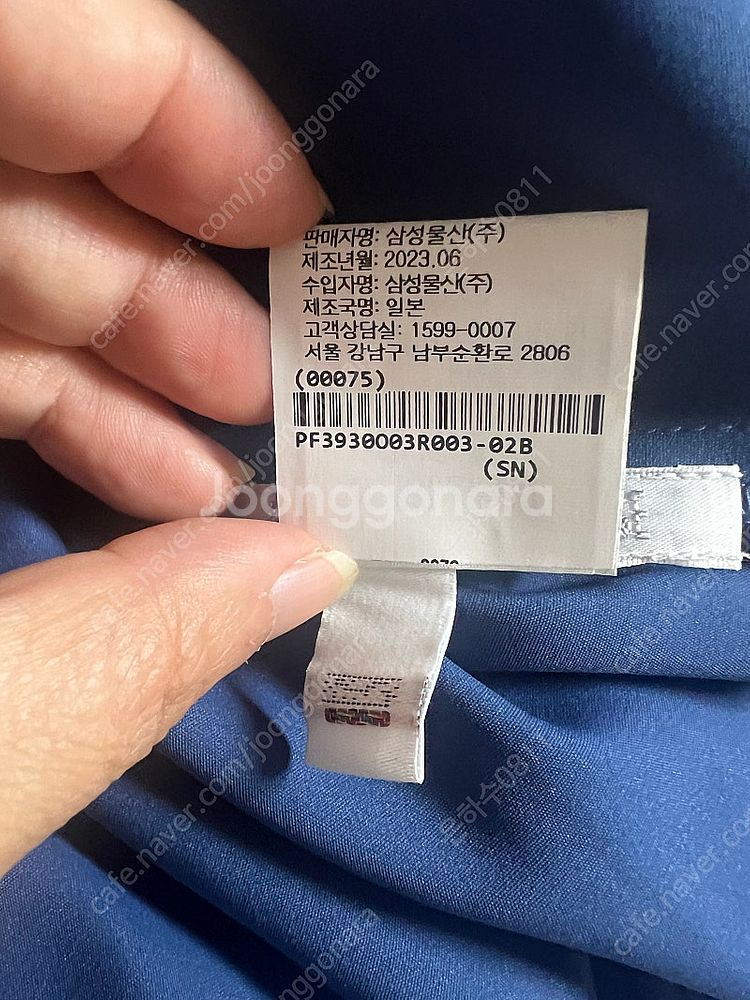 판매자명: 삼성물산(주)
제조년월: 2023.06
수입자명: 삼성물산(주)
제조국명: 일본
고객상담실: 1599-0007
서울 강남구 남부순환로 2806
(00075)
PF3930O03R003-02B
(SN)
Joonggonara
cafe.naver.com/joonggonara